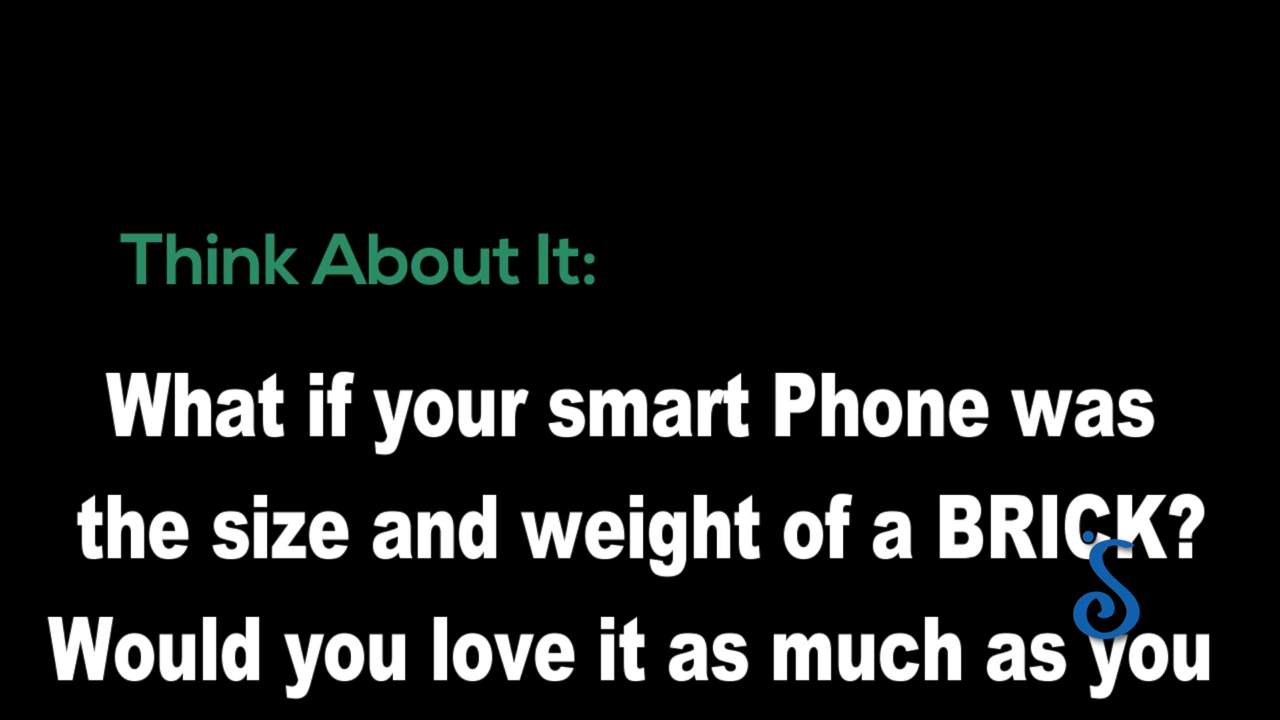 Think About It:
What if your smart Phone was
the size and weight of a BRICK?
Would you love it as much as you